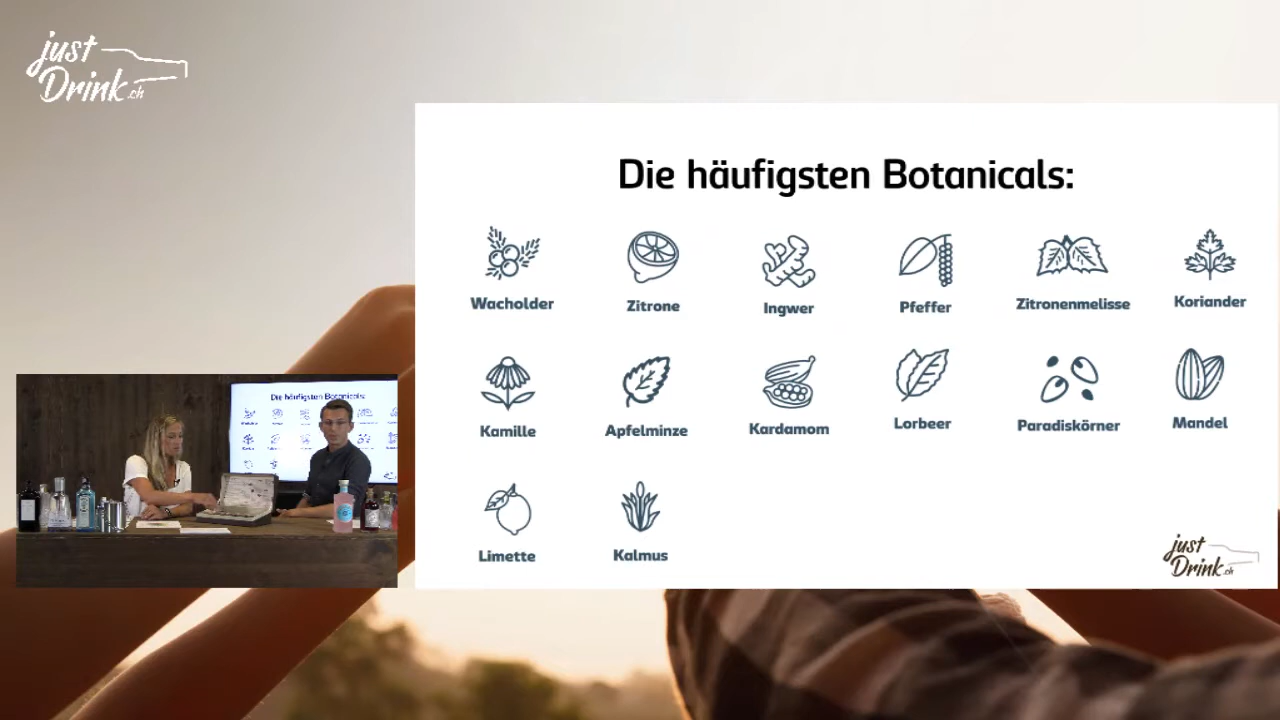 just
Drink.ch
Die häufigsten Botanicals:
Wacholder
Zitrone
Ingwer
Pfeffer
Zitronenmelisse
Koriander
Kamille
Apfelminze
Kardamom
Lorbeer
Paradiskörner
Mandel
Limette
Kalmus
just
Drink.ch
Die häufigsten Botanicals: